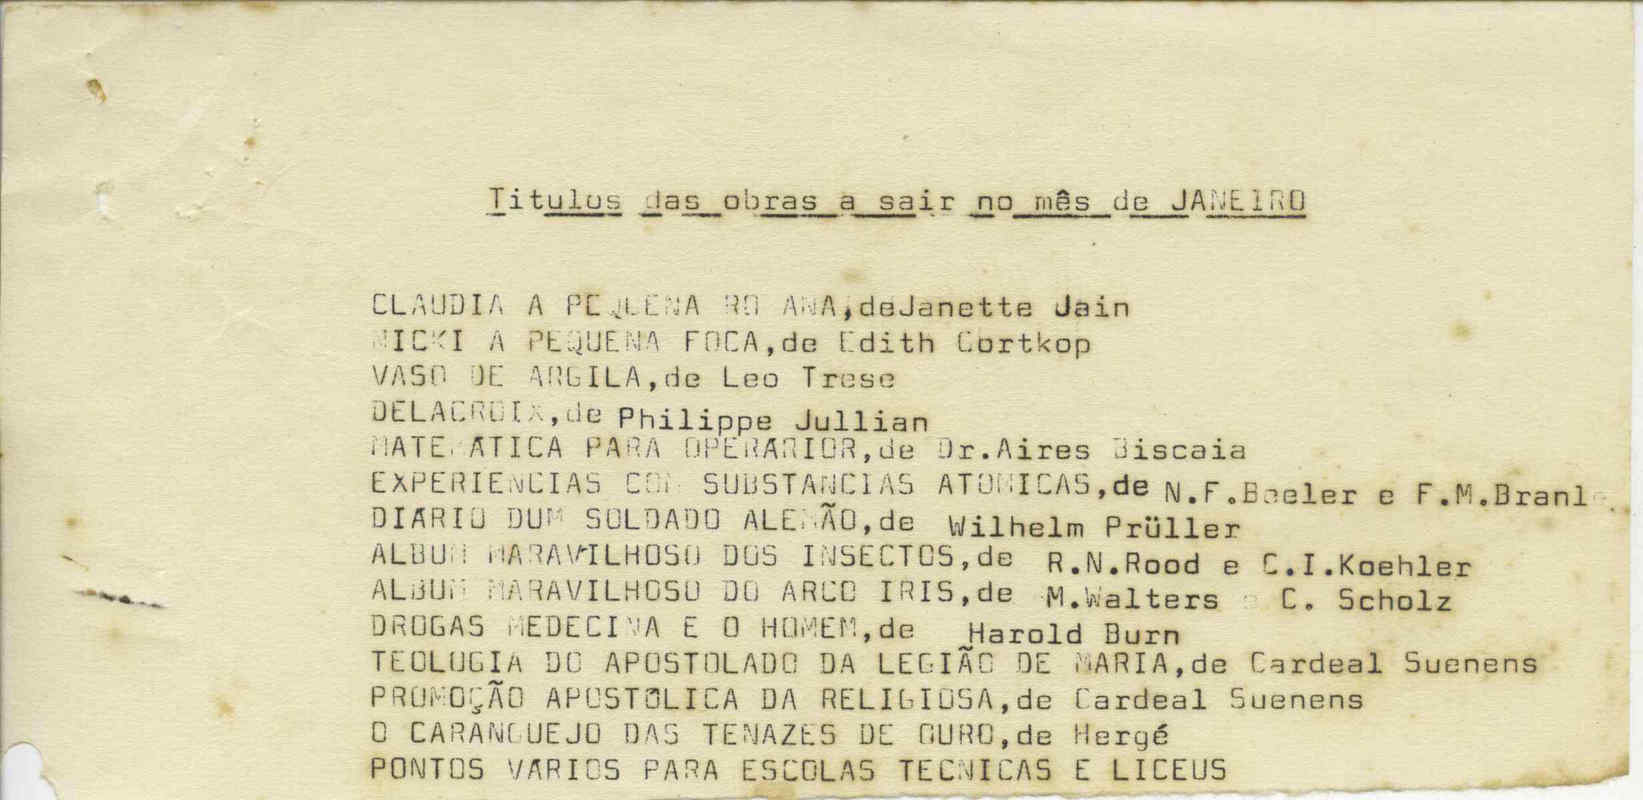 Titulos das obras a sair no mês de JANEIRO
CLAUDIA A PEQUENA RO ANA,deJanette Jain
NICKI A PEQUENA FOCA,de Edith Cortkop
VASO DE ARGILA,de Leo Trese
DELACROIX,de Philippe Jullian
MATEMÁTICA PARA OPERÁRIOR,de Dr.Aires Biscaia
EXPERIENCIAS COM SUBSTANCIAS ATOMICAS,de N.F.Beeler e F.M.Branl
DIÁRIO DUM SOLDADO ALEMÃO,de Wilhelm Prüller
ALBUM MARAVILHOSO DOS INSECTOS,de R.N.Rood e C.I.Koehler
ALBUM MARAVILHOSO DO ARCO IRIS,de M.Walters e C. Scholz
DROGAS MEDECINA E O HOMEM,de Harold Burn
TEOLOGIA DO APOSTOLADO DA LEGIÃO DE MARIA,de Cardeal Suenens
PROMOÇÃO APOSTÓLICA DA RELIGIOSA,de Cardeal Suenens
O CARANGUEJO DAS TENAZES DE OURO,de Hergé
PONTOS VÁRIOS PARA ESCOLAS TECNICAS E LICEUS